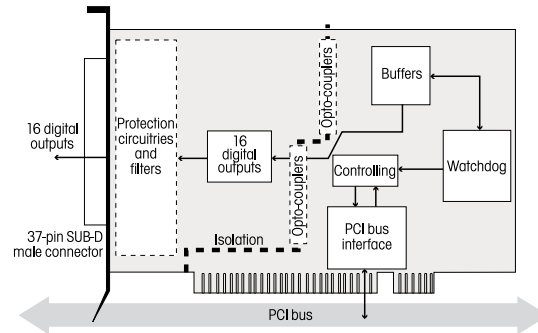 Opto-couplers
Buffers
16 digital
outputs
Protection
circuitries
and
filters
16
digital
outputs
Opto-couplers
Controlling
Watchdog
PCI bus
interface
37-pin SUB-D
male connector
Isolation
PCI bus